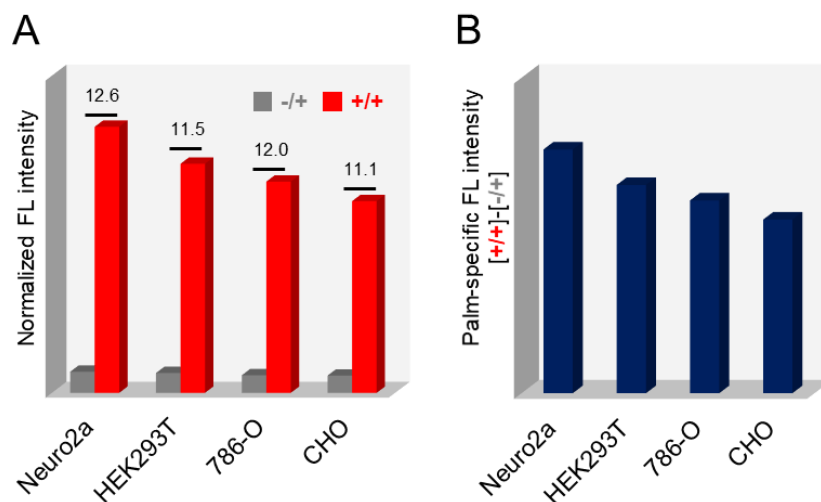 A
Normalized FL intensity
12.6
11.5
12.0
11.1
-/+ +/+
Neuro2a
HEK293T
786-O
CHO
B
Palm-specific FL intensity
[+/+]-[-/+]
Neuro2a
HEK293T
786-O
CHO